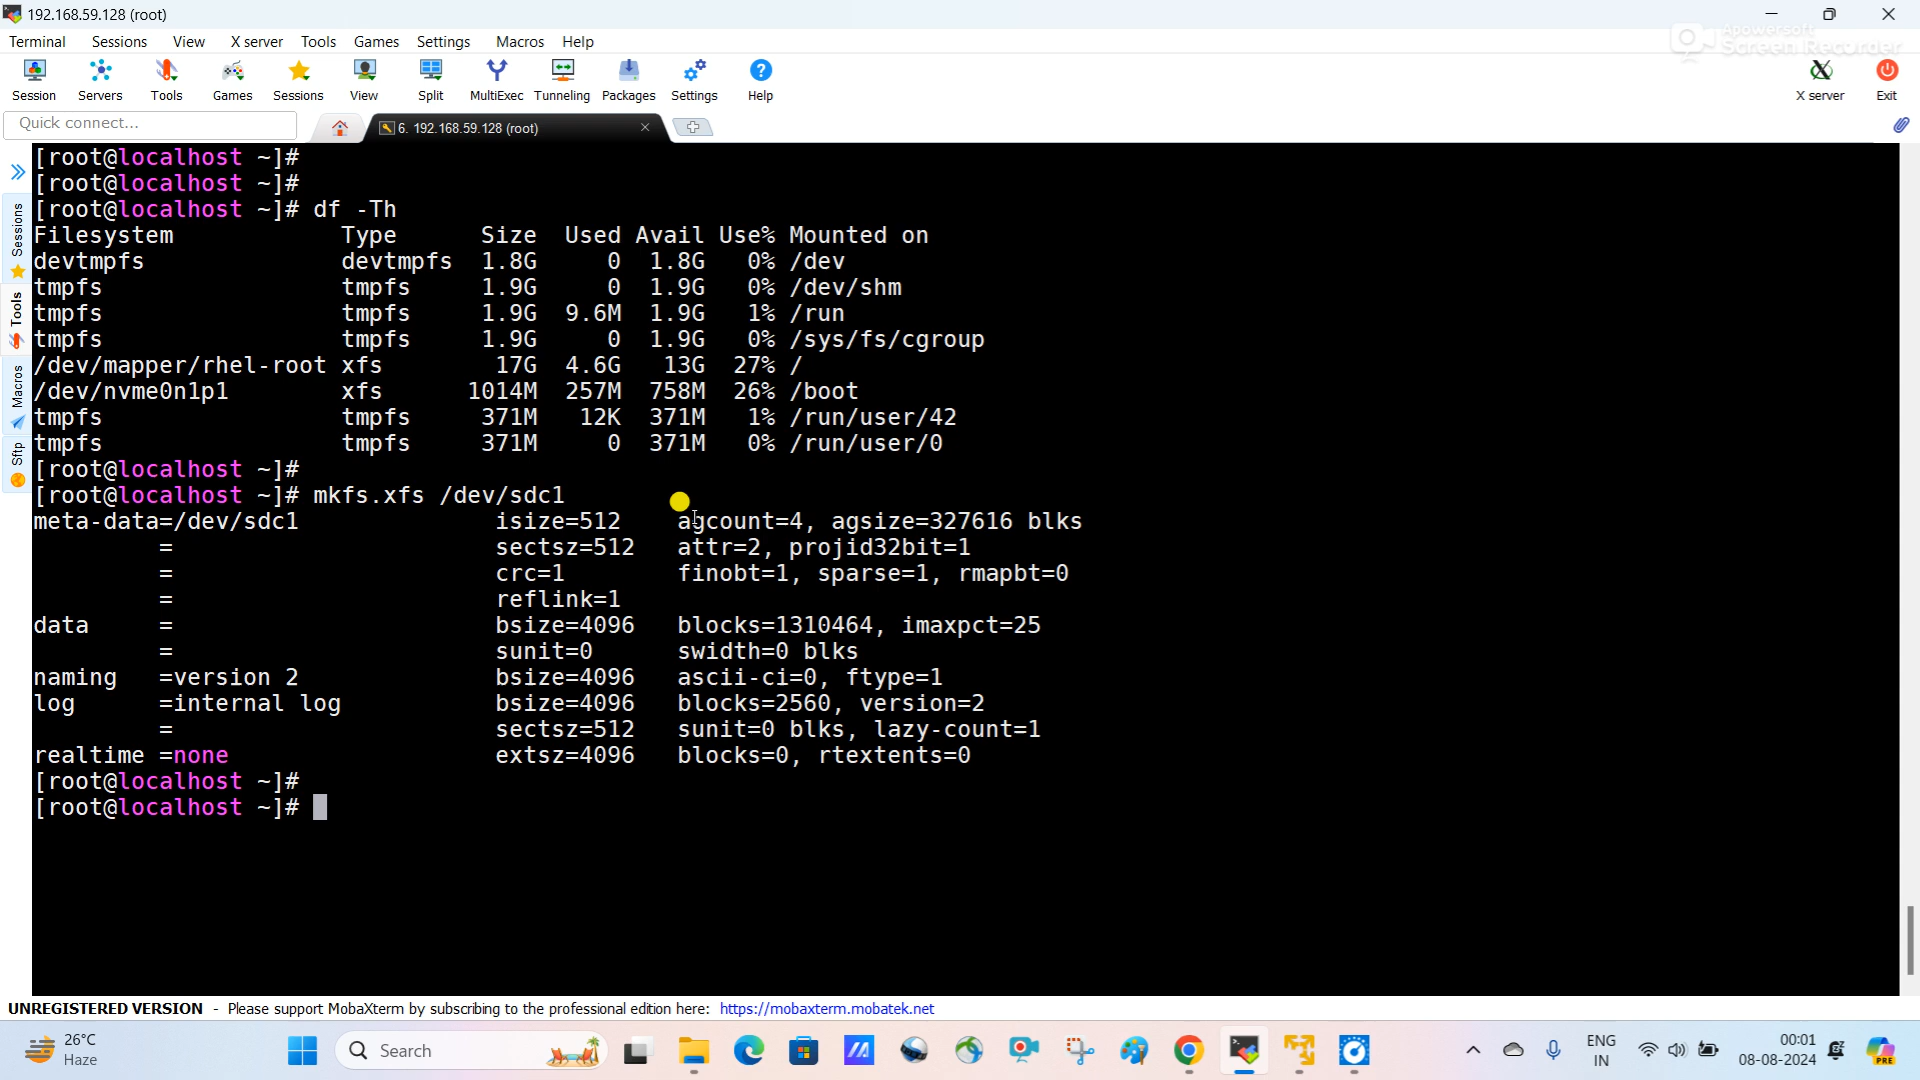 192.168.59.128 (root)
Apowersoft
Screen Recorder
Terminal Sessions View X server Tools Games Settings Macros Help
Session Servers Tools Games Sessions View Split MultiExec Tunneling Packages Settings Help X server Exit
Quick connect...
6. 192.168.59.128 (root)
Sessions
Tools
Macros
Sftp
[root@localhost ~]#
[root@localhost ~]#
[root@localhost ~]# df -Th
Filesystem Type Size Used Avail Use% Mounted on
devtmpfs devtmpfs 1.8G 0 1.8G 0% /dev
tmpfs tmpfs 1.9G 0 1.9G 0% /dev/shm
tmpfs tmpfs 1.9G 9.6M 1.9G 1% /run
tmpfs tmpfs 1.9G 0 1.9G 0% /sys/fs/cgroup
/dev/mapper/rhel-root xfs 17G 4.6G 13G 27% /
/dev/nvme0n1p1 xfs 1014M 257M 758M 26% /boot
tmpfs tmpfs 371M 12K 371M 1% /run/user/42
tmpfs tmpfs 371M 0 371M 0% /run/user/0
[root@localhost ~]#
[root@localhost ~]# mkfs.xfs /dev/sdc1
meta-data=/dev/sdc1 isize=512 agcount=4, agsize=327616 blks
= sectsz=512 attr=2, projid32bit=1
= crc=1 finobt=1, sparse=1, rmapbt=0
= reflink=1
data = bsize=4096 blocks=1310464, imaxpct=25
= sunit=0 swidth=0 blks
naming =version 2 bsize=4096 ascii-ci=0, ftype=1
log =internal log bsize=4096 blocks=2560, version=2
= sectsz=512 sunit=0 blks, lazy-count=1
realtime =none extsz=4096 blocks=0, rtextents=0
[root@localhost ~]#
[root@localhost ~]#
UNREGISTERED VERSION - Please support MobaXterm by subscribing to the professional edition here: https://mobaxterm.mobatek.net
26°C
Haze
Search
ENG
IN
00:01
08-08-2024
PRE